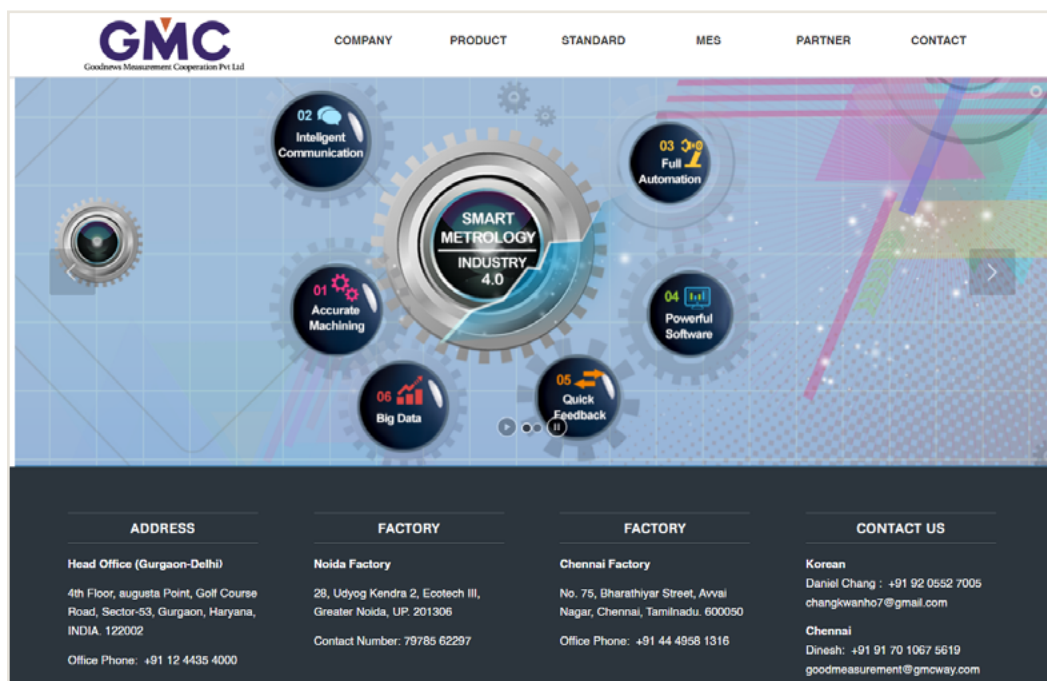 GMC
Goodnews Measurement Cooperation Pvt Ltd
COMPANY PRODUCT STANDARD MES PARTNER CONTACT
02
Inteligent
Communication
03
Full
Automation
SMART
METROLOGY
INDUSTRY
4.0
01
Accurate
Machining
04
Powerful
Software
06
Big Data
05
Quick
Feedback
ADDRESS
Head Office (Gurgaon-Delhi)
4th Floor, augusta Point, Golf Course
Road, Sector-53, Gurgaon, Haryana,
INDIA. 122002
Office Phone: +91 12 4435 4000
FACTORY
Noida Factory
28, Udyog Kendra 2, Ecotech III,
Greater Noida, UP. 201306
Contact Number: 79785 62297
FACTORY
Chennai Factory
No. 75, Bharathiyar Street, Avvai
Nagar, Chennai, Tamilnadu. 600050
Office Phone: +91 44 4958 1316
CONTACT US
Korean
Daniel Chang : +91 92 0552 7005
changkwanho7@gmail.com
Chennai
Dinesh: +91 91 70 1067 5619
goodmeasurement@gmcway.com